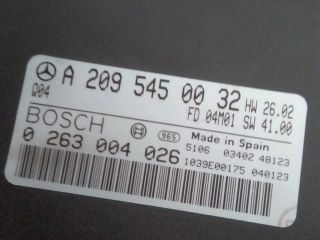 A 209 545 00 32 HW 26.02
Q04 FD 04M01 SW 41.00
BOSCH 965 Made in Spain
5106 03402 48123
0 263 004 026 1039E00175 040123